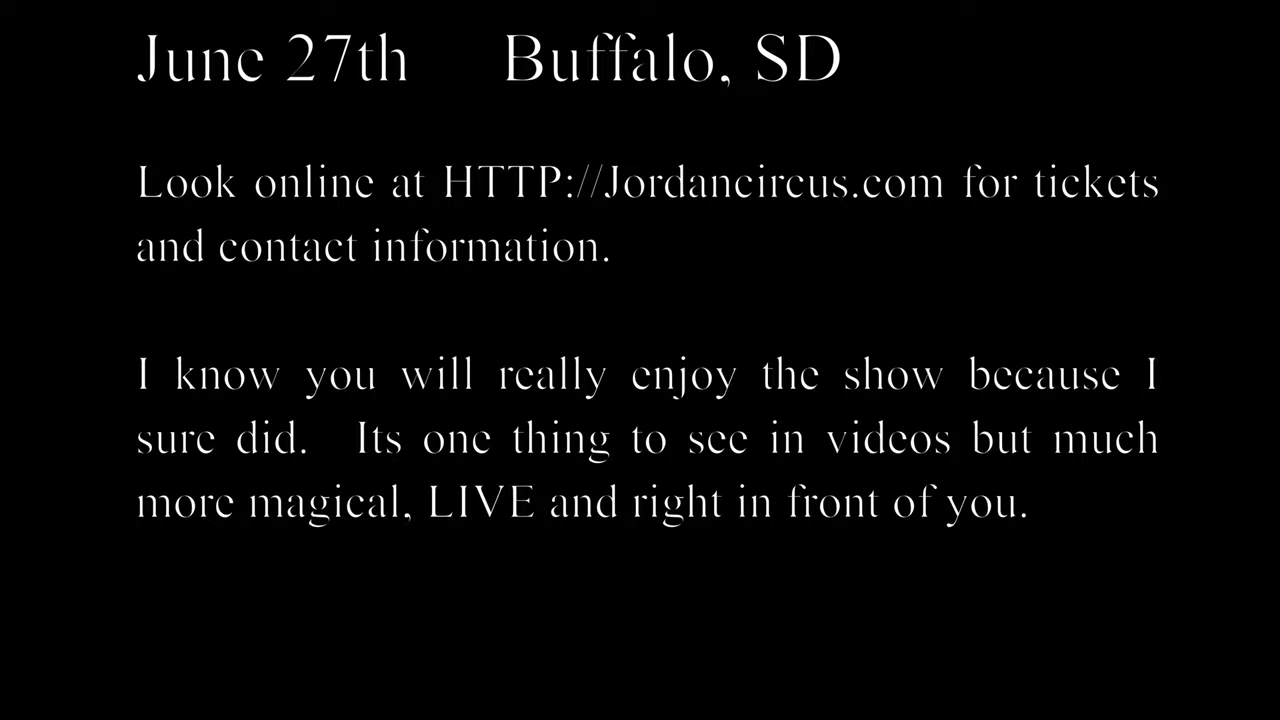 June 27th Buffalo, SD
Look online at HTTP://Jordancircus.com for tickets
and contact information.
I know you will really enjoy the show because I
sure did. Its one thing to see in videos but much
more magical, LIVE and right in front of you.